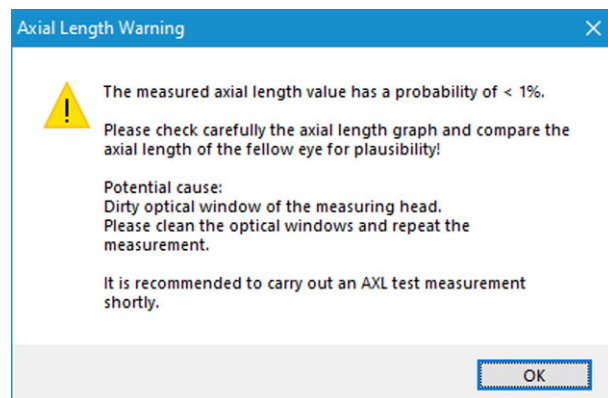 Axial Length Warning
The measured axial length value has a probability of < 1%.
Please check carefully the axial length graph and compare the
axial length of the fellow eye for plausibility!
Potential cause:
Dirty optical window of the measuring head.
Please clean the optical windows and repeat the
measurement.
It is recommended to carry out an AXL test measurement
shortly.
OK